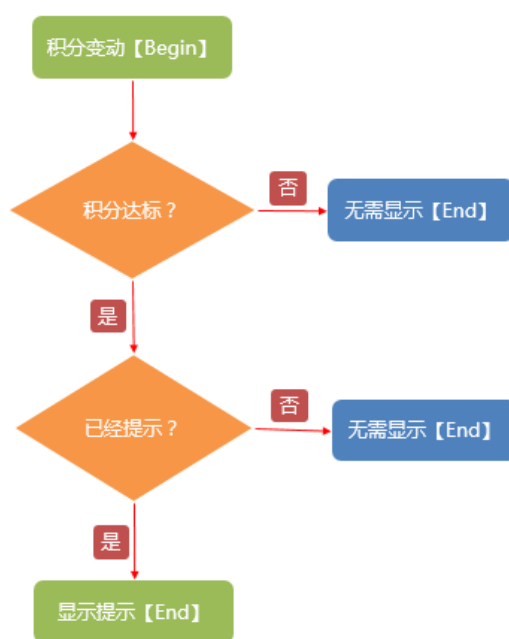 积分变动【Begin】
积分达标？
否
无需显示【End】
是
已经提示？
否
无需显示【End】
是
显示提示【End】